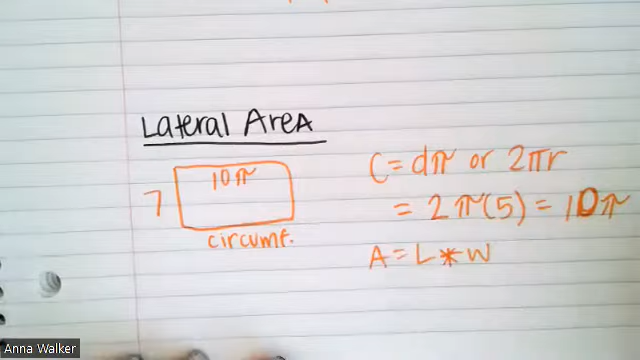 Lateral Area
10π
7
circumf.
C = dπ or 2πr
= 2π(5) = 10π
A = L * W
Anna Walker